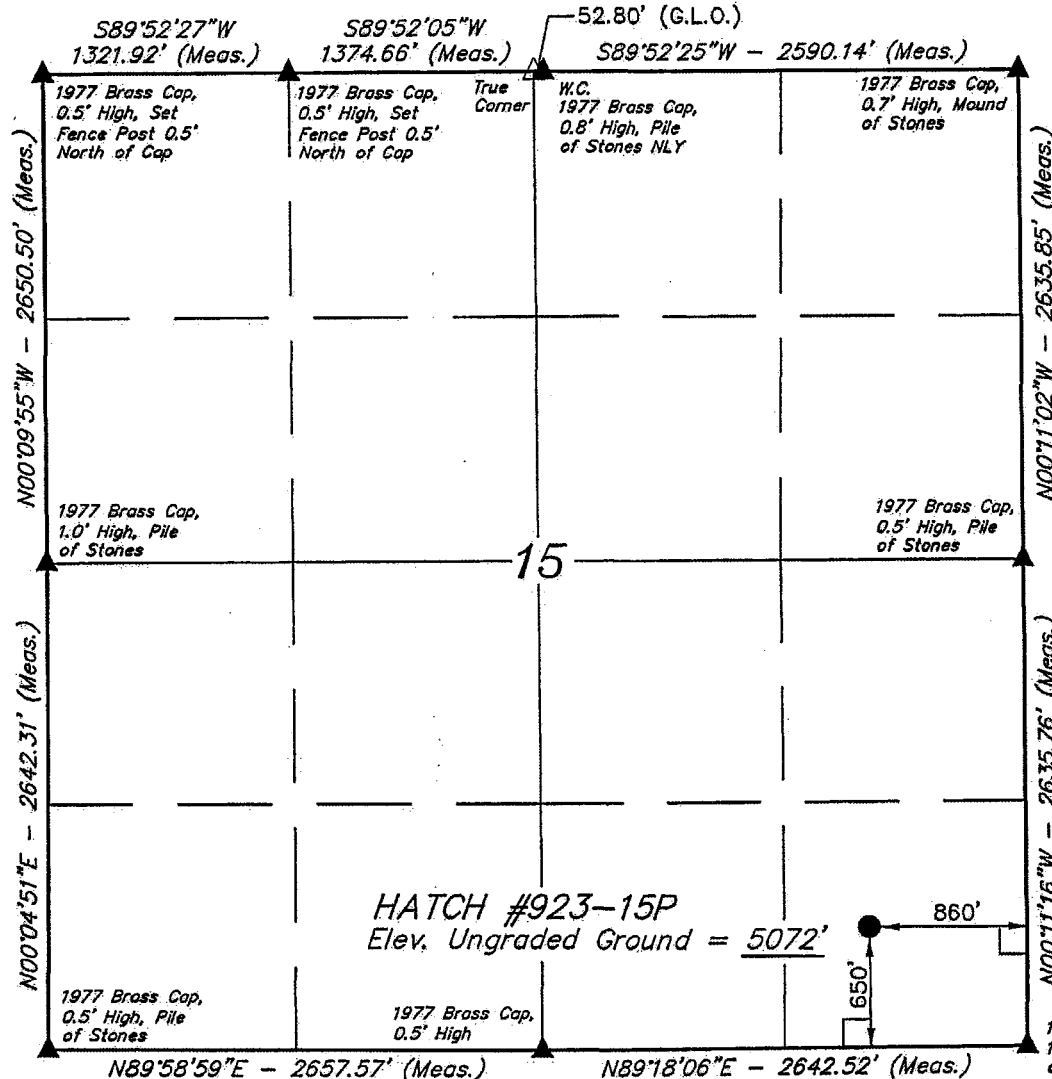 S89°52'27"W
1321.92' (Meas.)
S89°52'05"W
1374.66' (Meas.)
52.80' (G.L.O.)
S89°52'25"W – 2590.14' (Meas.)
1977 Brass Cap,
0.5' High, Set
Fence Post 0.5'
North of Cap
1977 Brass Cap,
0.5' High, Set
Fence Post 0.5'
North of Cap
True
Corner
W.C.
1977 Brass Cap,
0.8' High, Pile
of Stones NLY
1977 Brass Cap,
0.7' High, Mound
of Stones
N00°09'55"W – 2650.50' (Meas.)
N00°11'02"W – 2635.85' (Meas.)
1977 Brass Cap,
1.0' High, Pile
of Stones
1977 Brass Cap,
0.5' High, Pile
of Stones
15
N00°04'51"E – 2642.31' (Meas.)
N00°11'16"W – 2635.76' (Meas.)
HATCH #923–15P
Elev. Ungraded Ground = 5072'
860'
650'
1977 Brass Cap,
0.5' High, Pile
of Stones
1977 Brass Cap,
0.5' High
N89°58'59"E – 2657.57' (Meas.)
N89°18'06"E – 2642.52' (Meas.)